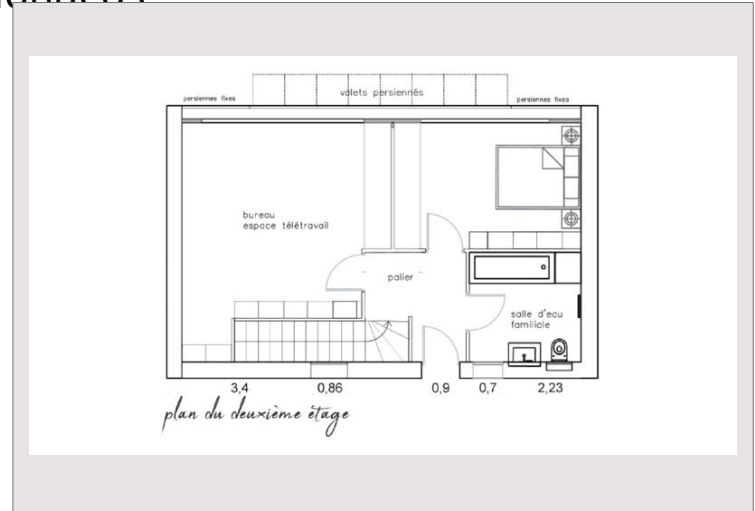 persiennes fixes
volets persiennés
persiennes fixes
bureau
espace télétravail
palier
salle d'eau
familiale
3,4
0,86
0,9
0,7
2,23
plan du deuxième étage